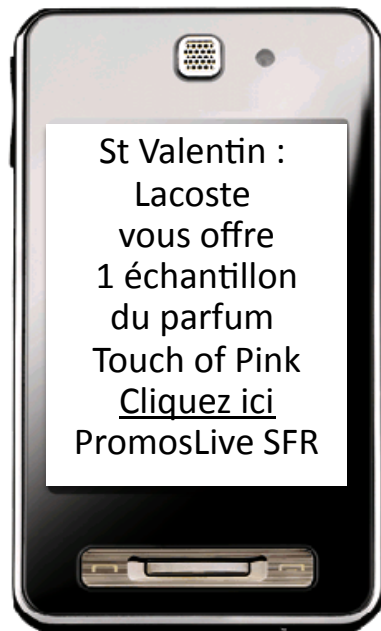 St Valentin :
Lacoste
vous offre
1 échantillon
du parfum
Touch of Pink
Cliquez ici
PromosLive SFR